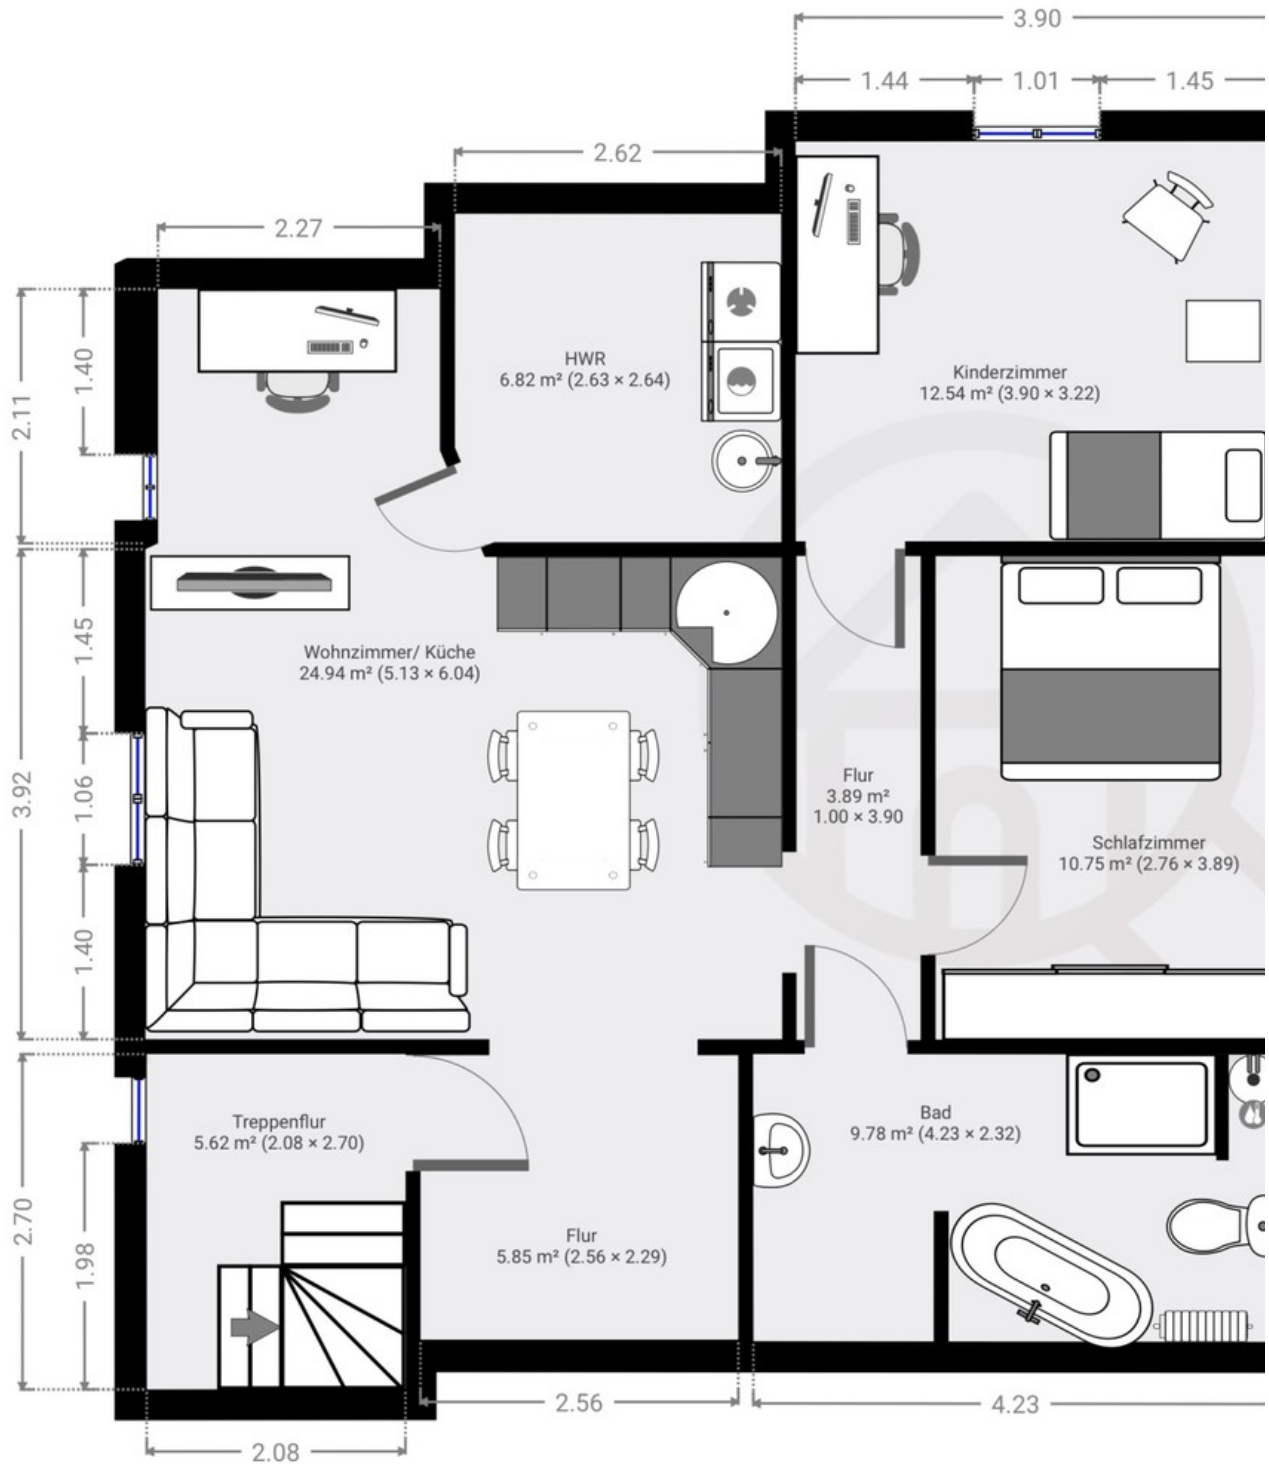 3.90
1.44
1.01
1.45
2.62
2.27
1.40
2.11
HWR
6.82 m² (2.63 × 2.64)
Kinderzimmer
12.54 m² (3.90 × 3.22)
1.45
Wohnzimmer/ Küche
24.94 m² (5.13 × 6.04)
3.92
1.06
Flur
3.89 m²
1.00 × 3.90
Schlafzimmer
10.75 m² (2.76 × 3.89)
1.40
Treppenflur
5.62 m² (2.08 × 2.70)
Bad
9.78 m² (4.23 × 2.32)
2.70
1.98
Flur
5.85 m² (2.56 × 2.29)
2.56
4.23
2.08